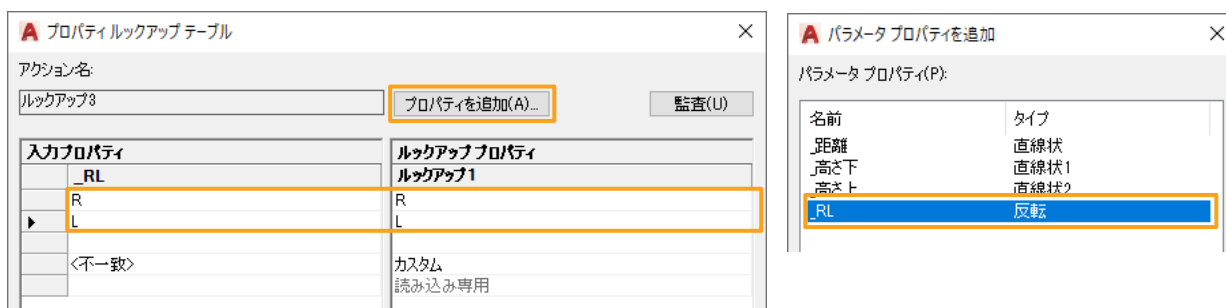 プロパティ ルックアップ テーブル
アクション名:
ルックアップ3
プロパティを追加(A)...
監査(U)
入力プロパティ
ルックアップ プロパティ
_RL
ルックアップ1
R
R
L
L
<不一致>
カスタム
読み込み専用
パラメータ プロパティを追加
パラメータ プロパティ(P):
名前
タイプ
_距離
直線状
_高さ下
直線状1
_高さ上
直線状2
_RL
反転